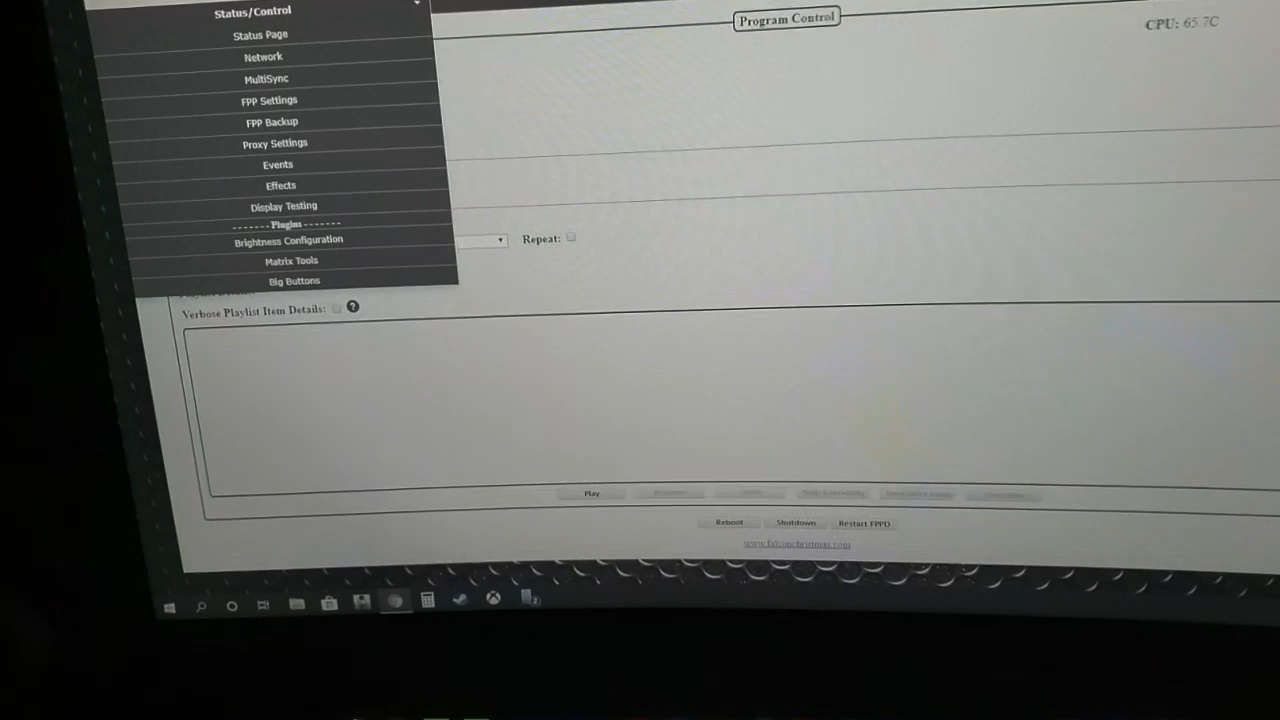 Status/Control
Program Control
CPU: 65.7C
Status Page
Network
MultiSync
FPP Settings
FPP Backup
Proxy Settings
Events
Effects
Display Testing
-------Plugins-------
Brightness Configuration
Repeat:
Matrix Tools
Big Buttons
Verbose Playlist Item Details:
Play
Reboot Shutdown Restart FPPD
www.falconchristmas.com